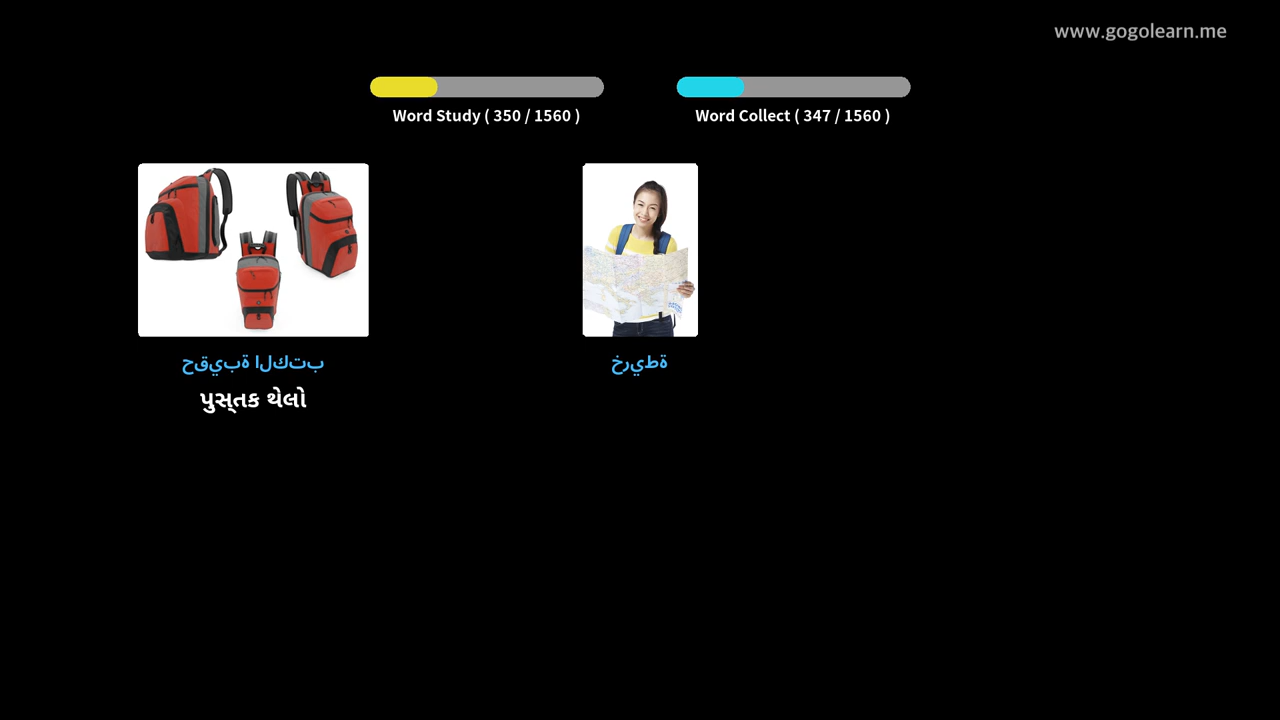 www.gogolearn.me
Word Study ( 350 / 1560 )
Word Collect ( 347 / 1560 )
حقيبة الكتب
પુસ્તક થેલો
خريطة